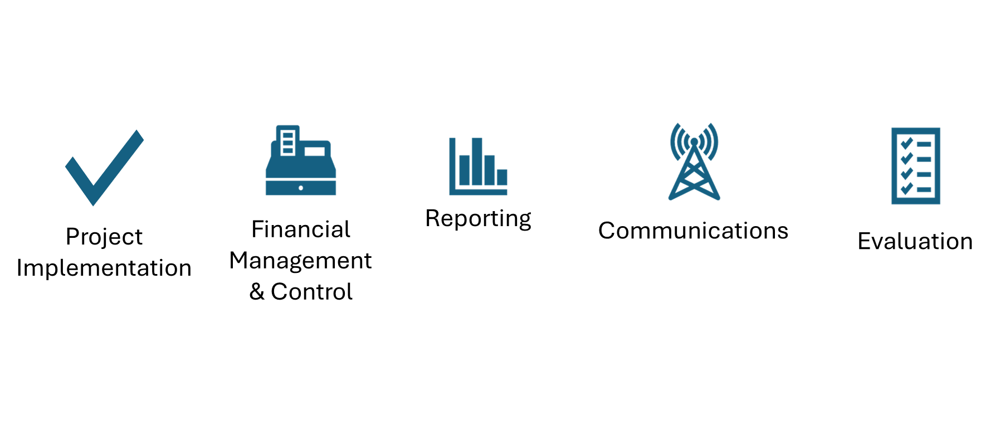 Project
Implementation
Financial
Management
& Control
Reporting
Communications
Evaluation